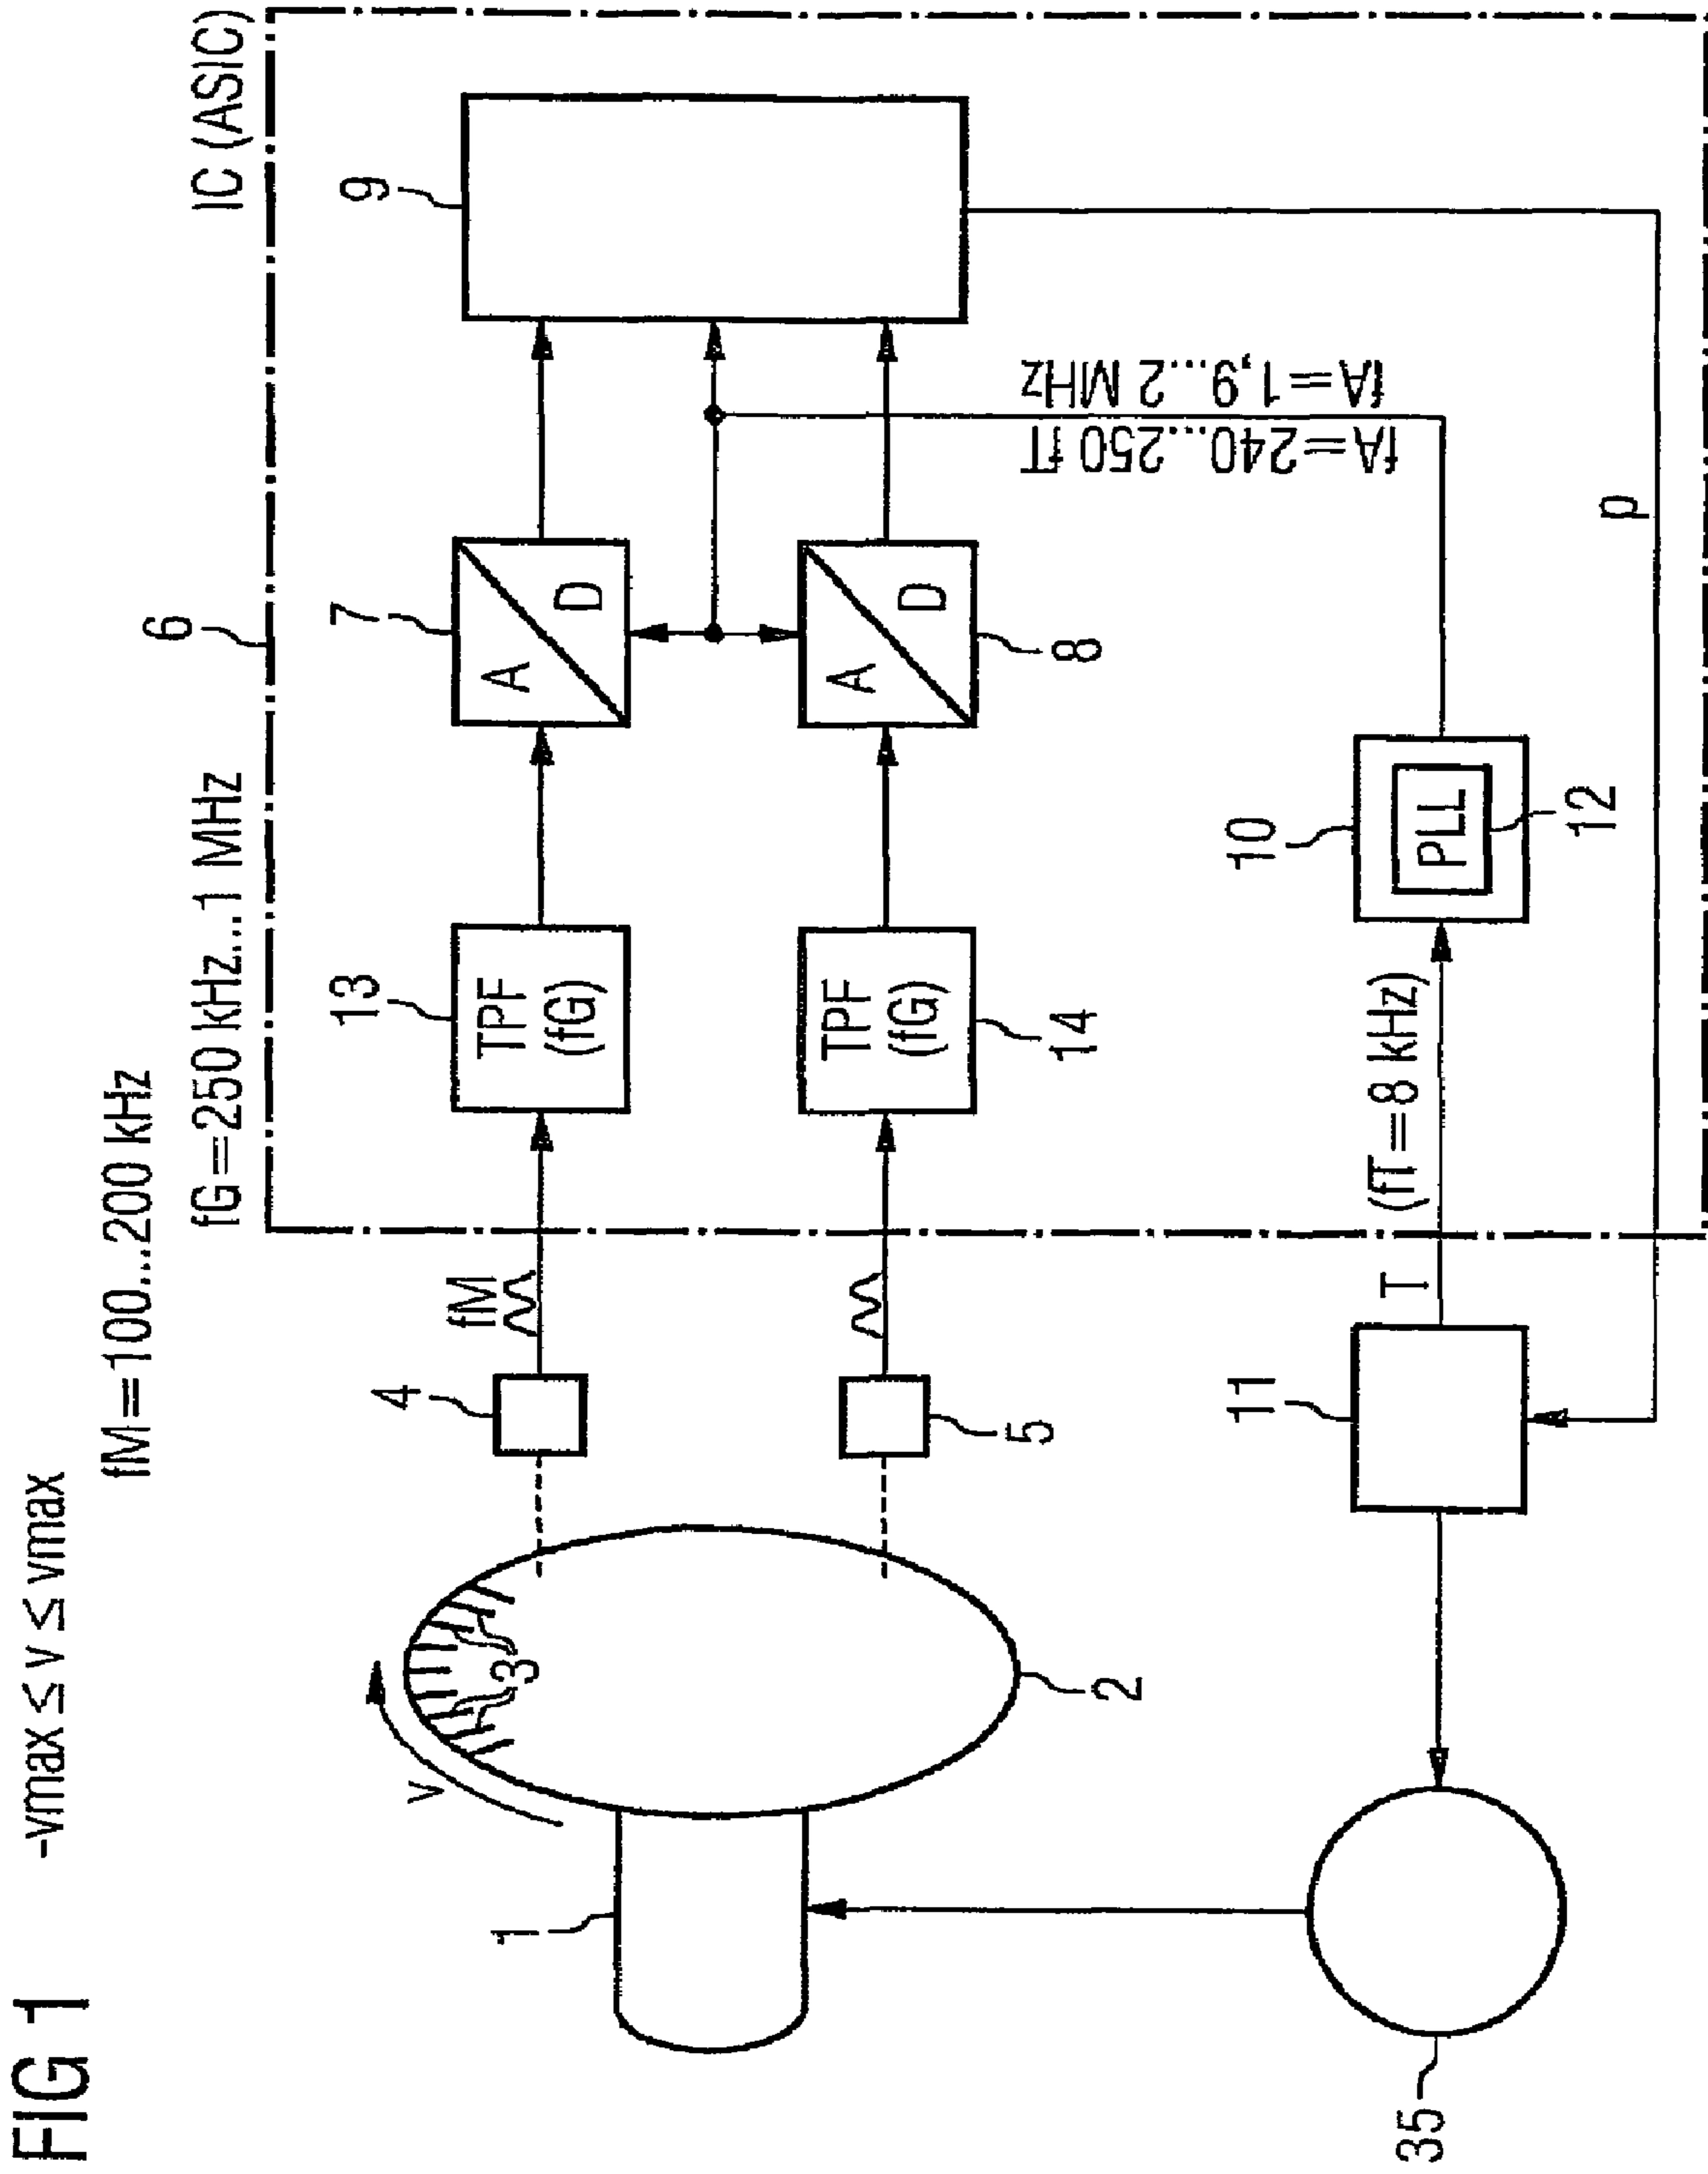 FIG 1
-vmax ≤ v ≤ vmax
fM=100...200 kHz
fG=250 kHz...1 MHz
IC (ASIC)
6
1
v
3
2
4
fM
5
13
TPF
(fG)
TPF
(fG)
14
7
A
D
A
D
8
9
fA=240...250 fT
fA=1,9...2 MHz
35
11
T
(fT=8 kHz)
10
PLL
12
p